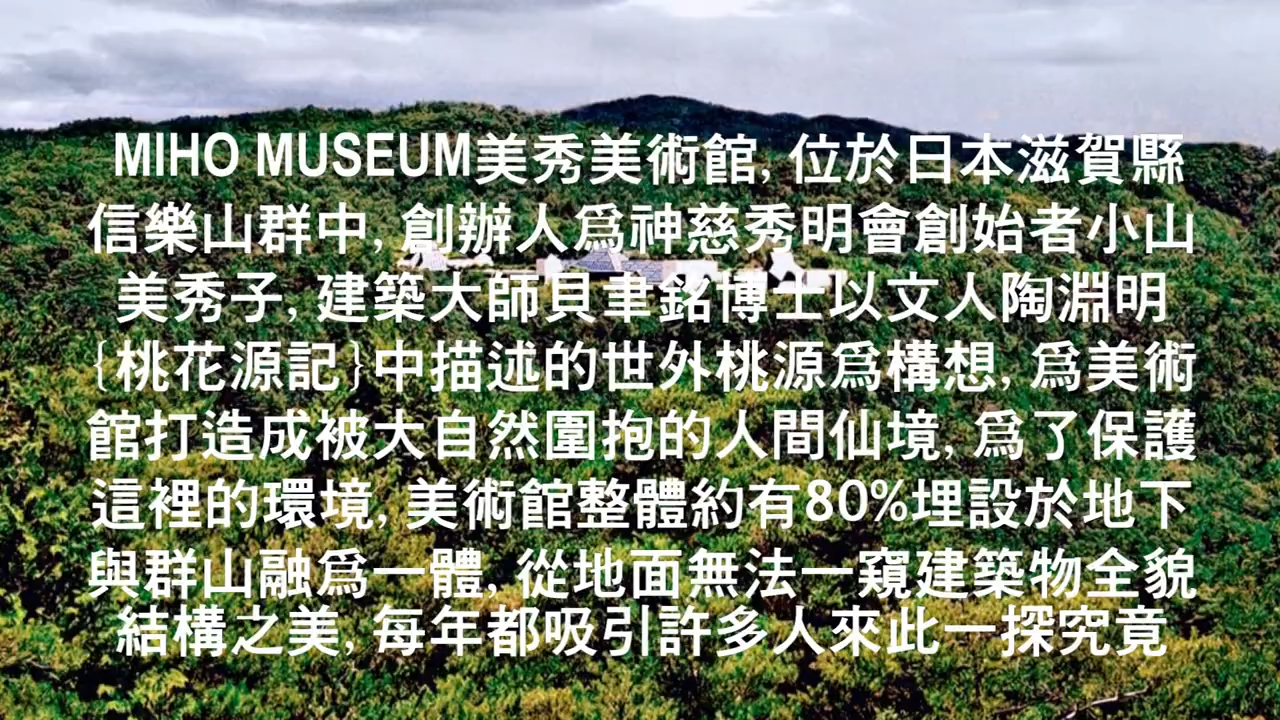 MIHO MUSEUM美秀美術館, 位於日本滋賀縣
信樂山群中, 創辦人爲神慈秀明會創始者小山
美秀子, 建築大師貝聿銘博士以文人陶淵明
{桃花源記}中描述的世外桃源爲構想, 爲美術
館打造成被大自然圍抱的人間仙境, 爲了保護
這裡的環境, 美術館整體約有80%埋設於地下
與群山融爲一體, 從地面無法一窺建築物全貌
結構之美, 每年都吸引許多人來此一探究竟